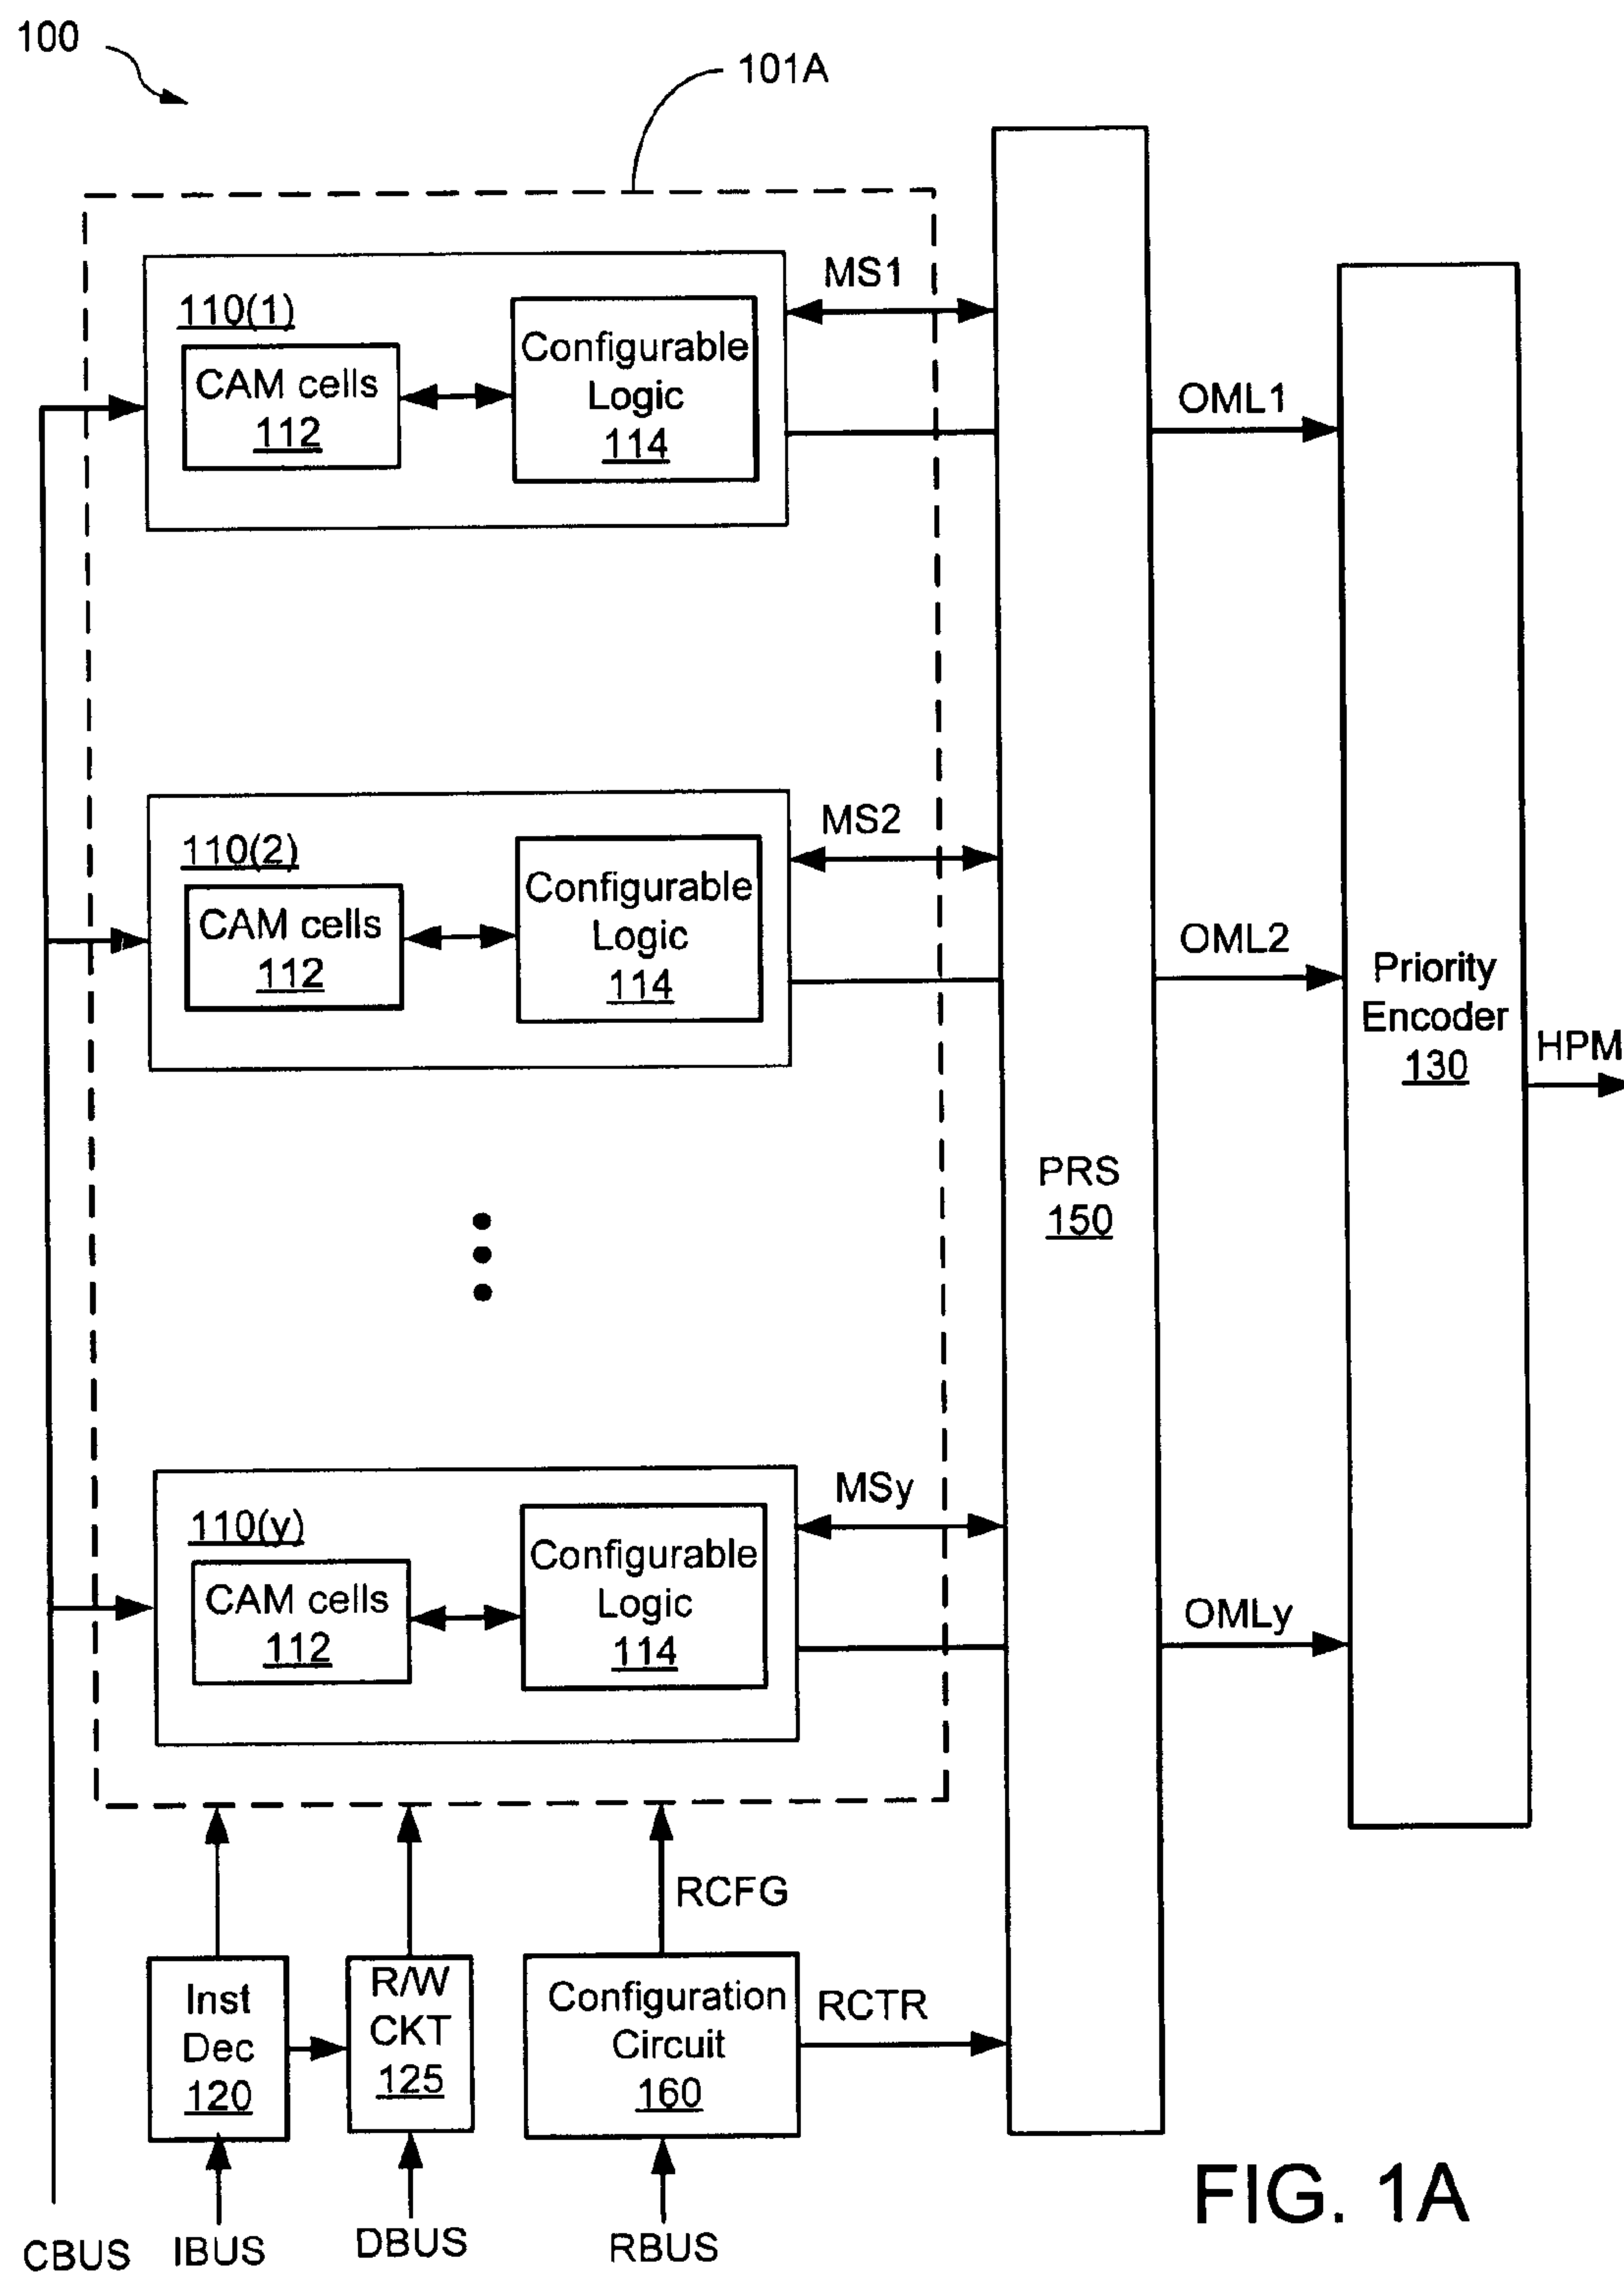 100
101A
110(1)
CAM cells
112
Configurable
Logic
114
MS1
OML1
110(2)
CAM cells
112
Configurable
Logic
114
MS2
OML2
Priority
Encoder
130
HPM
PRS
150
110(y)
CAM cells
112
Configurable
Logic
114
MSy
OMLy
RCFG
Inst
Dec
120
R/W
CKT
125
Configuration
Circuit
160
RCTR
CBUS
IBUS
DBUS
RBUS
FIG. 1A